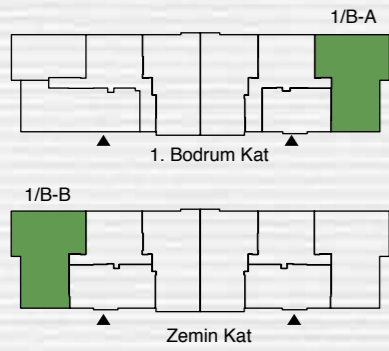 1/B-A
1. Bodrum Kat
1/B-B
Zemin Kat